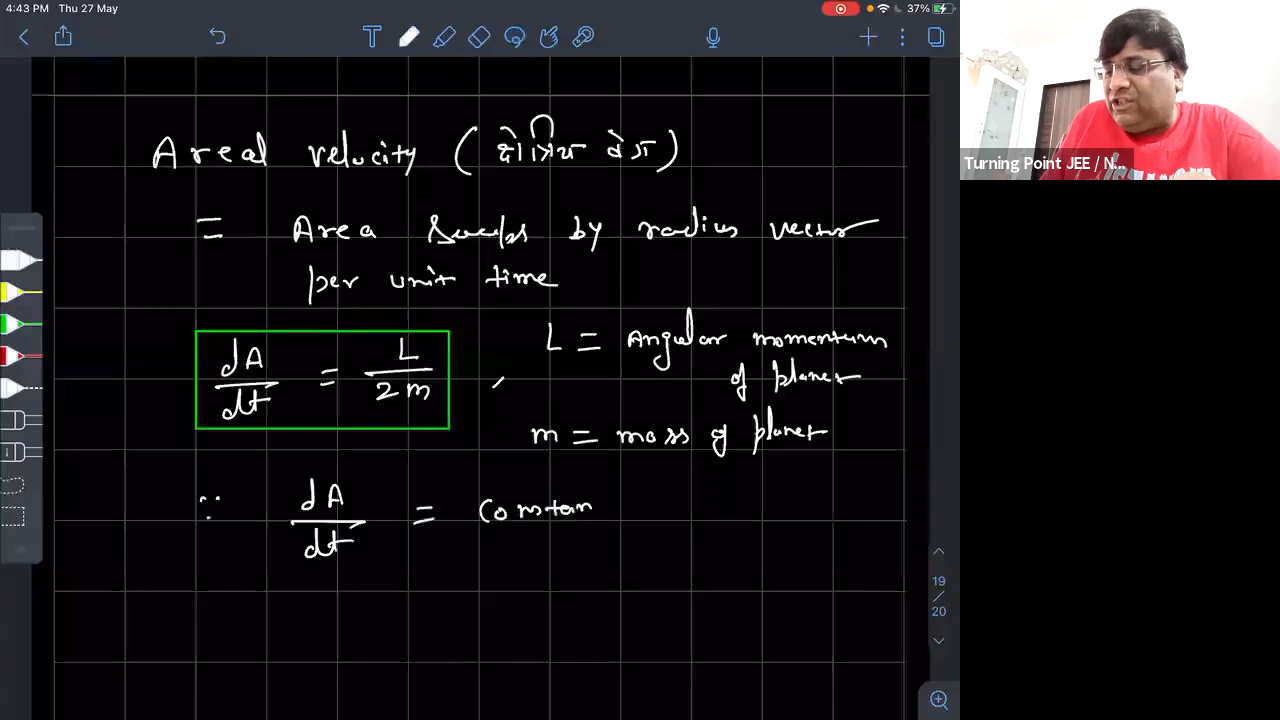 4:43 PM Thu 27 May
37%
Turning Point JEE / N...
Areal velocity (क्षेत्रिय वेग)
= Area sweeps by radius vector
per unit time
dA/dt = L/2m , L = Angular momentum
of planet
m = mass of planet
∵ dA/dt = constan
19
/
20